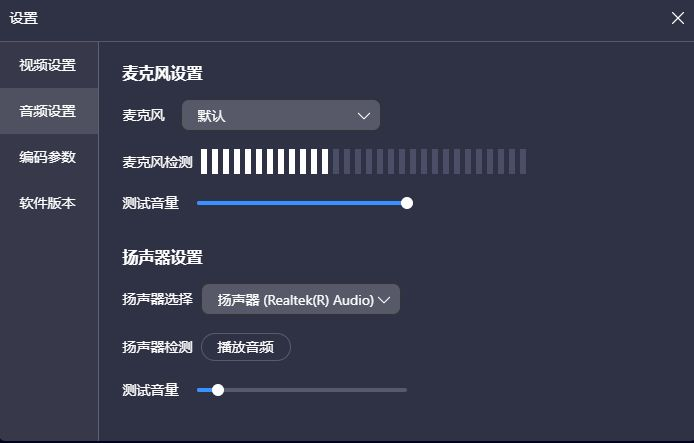 设置
视频设置
音频设置
编码参数
软件版本
麦克风设置
麦克风 默认
麦克风检测
测试音量
扬声器设置
扬声器选择 扬声器 (Realtek(R) Audio)
扬声器检测 播放音频
测试音量